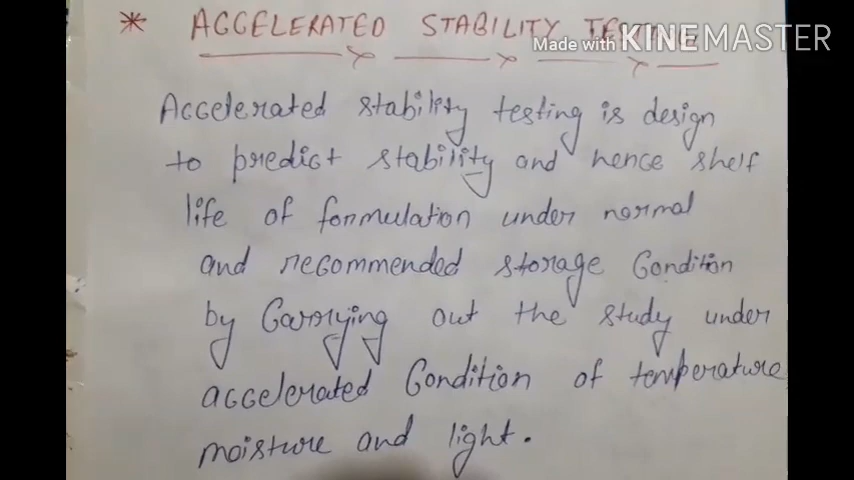 * ACCELERATED STABILITY TESTING
Made with KINEMASTER
Accelerated stability testing is design
to predict stability and hence shelf
life of formulation under normal
and recommended storage Condition
by Carrying out the study under
accelerated Condition of temperature
moisture and light.